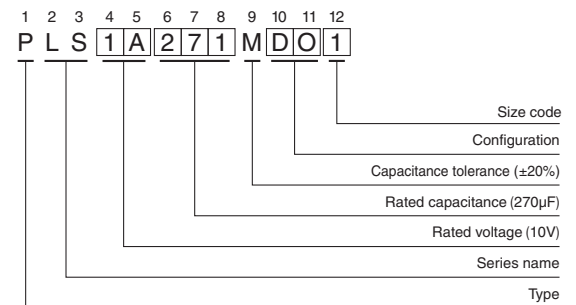 1 2 3 4 5 6 7 8 9 10 11 12
P L S 1 A 2 7 1 M D O 1
Size code
Configuration
Capacitance tolerance (±20%)
Rated capacitance (270µF)
Rated voltage (10V)
Series name
Type